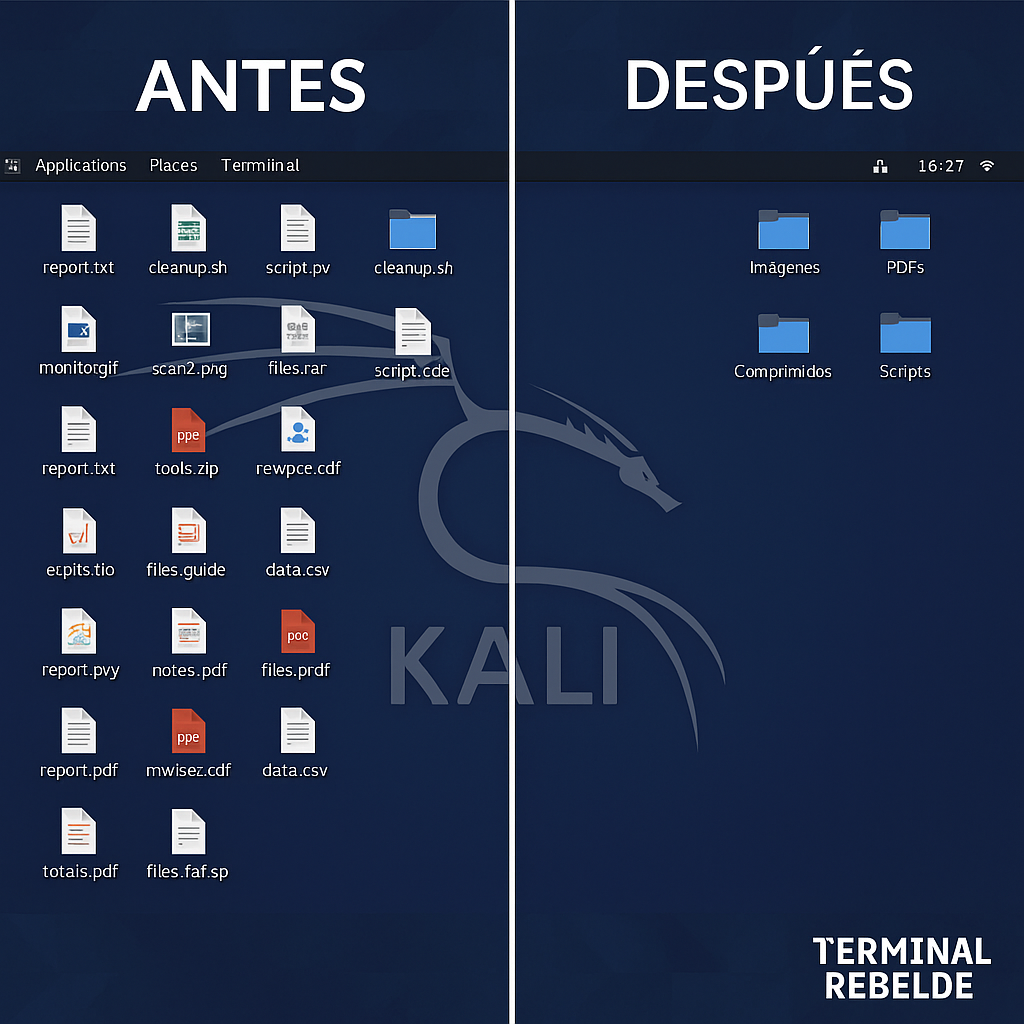 ANTES
DESPÚÉS
Applications Places Termiinal
16:27
report.txt cleanup.sh script.pv cleanup.sh
Imágenes PDFs
monitorgif scan2.png files.rar script.cde
Comprimidos Scripts
report.txt tools.zip rewpce.cdf
ppe
etpits.tio files.guide data.csv
report.pvy notes.pdf files.prdf
poc
KALI
report.pdf mwisez.cdf data.csv
ppe
totais.pdf files.faf.sp
TERMINAL
REBELDE